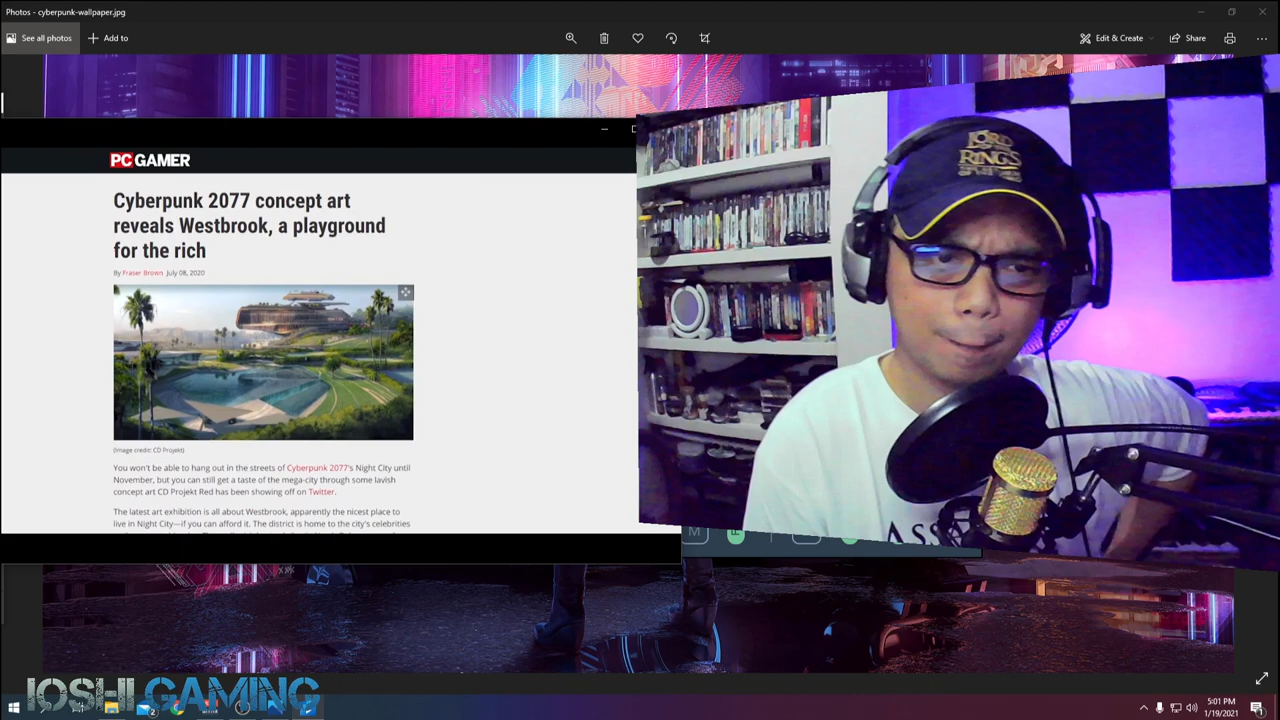 Photos - cyberpunk-wallpaper.jpg
See all photos
Add to
Edit & Create
Share
PC GAMER
Cyberpunk 2077 concept art
reveals Westbrook, a playground
for the rich
By Fraser Brown July 08, 2020
(Image credit: CD Projekt)
You won't be able to hang out in the streets of Cyberpunk 2077's Night City until
November, but you can still get a taste of the mega-city through some lavish
concept art CD Projekt Red has been showing off on Twitter.
The latest art exhibition is all about Westbrook, apparently the nicest place to
live in Night City—if you can afford it. The district is home to the city's celebrities
LORD
OF THE
RINGS
ASS
M
IOSHI GAMING
5:01 PM
1/19/2021